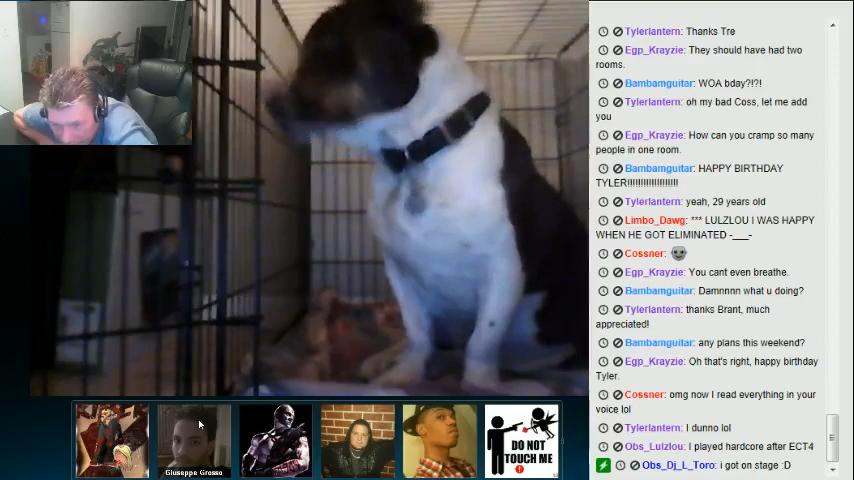 Tylerlantern: Thanks Tre
Egp_Krayzie: They should have had two
rooms.
Bambamguitar: WOA bday?!?!
Tylerlantern: oh my bad Coss, let me add
you
Egp_Krayzie: How can you cramp so many
people in one room.
Bambamguitar: HAPPY BIRTHDAY
TYLER!!!!!!!!!!!!!!!!!!!!!
Tylerlantern: yeah, 29 years old
Limbo_Dawg: *** LULZLOU I WAS HAPPY
WHEN HE GOT ELIMINATED -___-
Cossner:
Egp_Krayzie: You cant even breathe.
Bambamguitar: Damnnnn what u doing?
Tylerlantern: thanks Brant, much
appreciated!
Bambamguitar: any plans this weekend?
Egp_Krayzie: Oh that's right, happy birthday
Tyler.
Cossner: omg now I read everything in your
voice lol
Tylerlantern: I dunno lol
Obs_Lulzlou: I played hardcore after ECT4
Obs_Dj_L_Toro: i got on stage :D
Giuseppe Grosso
DO NOT
TOUCH ME
!